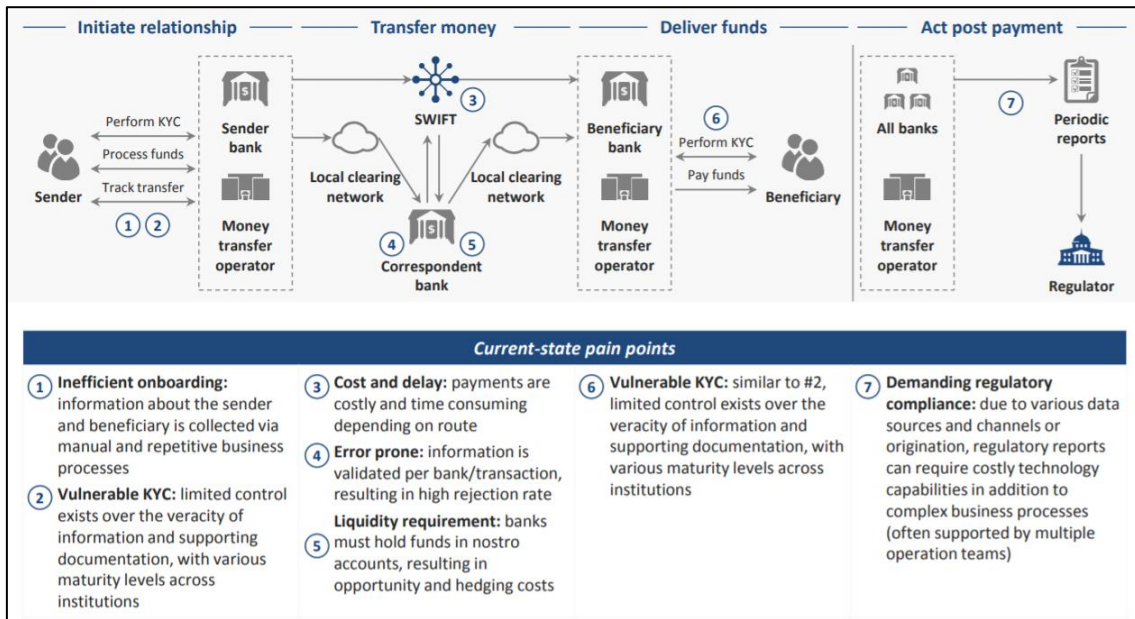 Initiate relationship
Transfer money
Deliver funds
Act post payment
Perform KYC
Process funds
Track transfer
Sender
1 2
Sender
bank
Money
transfer
operator
3
SWIFT
Local clearing
network
Local clearing
network
4 5
Correspondent
bank
Beneficiary
bank
Money
transfer
operator
6
Perform KYC
Pay funds
Beneficiary
All banks
Money
transfer
operator
7
Periodic
reports
Regulator
Current-state pain points
1 Inefficient onboarding:
information about the sender
and beneficiary is collected via
manual and repetitive business
processes
2 Vulnerable KYC: limited control
exists over the veracity of
information and supporting
documentation, with various
maturity levels across
institutions
3 Cost and delay: payments are
costly and time consuming
depending on route
4 Error prone: information is
validated per bank/transaction,
resulting in high rejection rate
Liquidity requirement: banks
5 must hold funds in nostro
accounts, resulting in
opportunity and hedging costs
6 Vulnerable KYC: similar to #2,
limited control exists over the
veracity of information and
supporting documentation, with
various maturity levels across
institutions
7 Demanding regulatory
compliance: due to various data
sources and channels or
origination, regulatory reports
can require costly technology
capabilities in addition to
complex business processes
(often supported by multiple
operation teams)